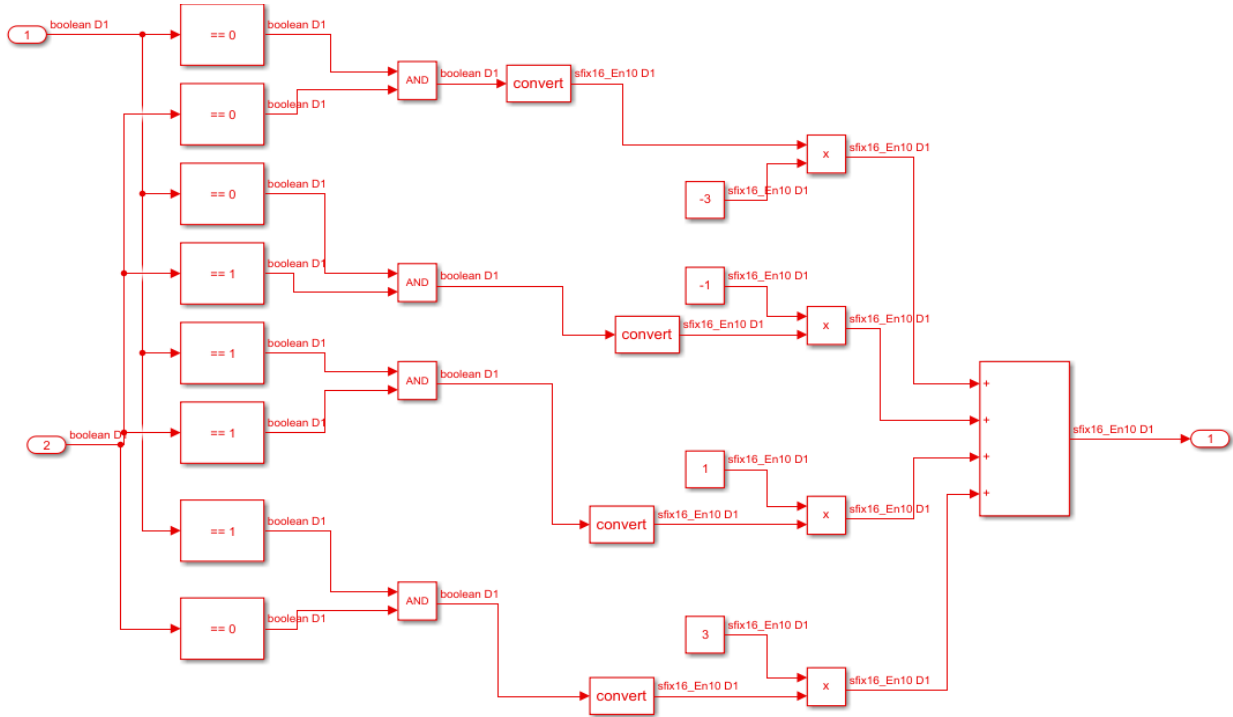 1
boolean D1
== 0
boolean D1
AND
boolean D1
convert
sfix16_En10 D1
== 0
boolean D1
x
sfix16_En10 D1
== 0
boolean D1
-3
sfix16_En10 D1
== 1
boolean D1
AND
boolean D1
-1
sfix16_En10 D1
convert
sfix16_En10 D1
x
sfix16_En10 D1
== 1
boolean D1
AND
boolean D1
+
+
+
+
sfix16_En10 D1
1
2
boolean D1
== 1
boolean D1
1
sfix16_En10 D1
convert
sfix16_En10 D1
x
sfix16_En10 D1
== 1
boolean D1
AND
boolean D1
== 0
boolean D1
3
sfix16_En10 D1
convert
sfix16_En10 D1
x
sfix16_En10 D1